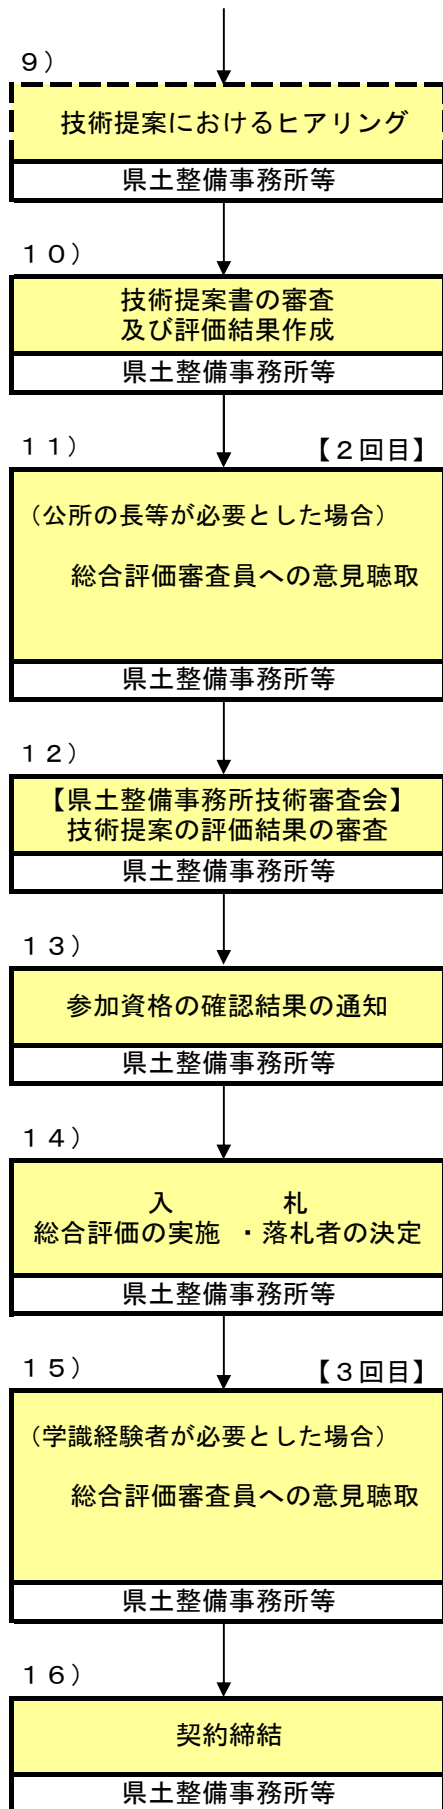 ９）
技術提案におけるヒアリング
県土整備事務所等
１０）
技術提案書の審査
及び評価結果作成
県土整備事務所等
１１）　【２回目】
（公所の長等が必要とした場合）
総合評価審査員への意見聴取
県土整備事務所等
１２）
【県土整備事務所技術審査会】
技術提案の評価結果の審査
県土整備事務所等
１３）
参加資格の確認結果の通知
県土整備事務所等
１４）
入　　　　札
総合評価の実施 ・落札者の決定
県土整備事務所等
１５）　【３回目】
（学識経験者が必要とした場合）
総合評価審査員への意見聴取
県土整備事務所等
１６）
契約締結
県土整備事務所等